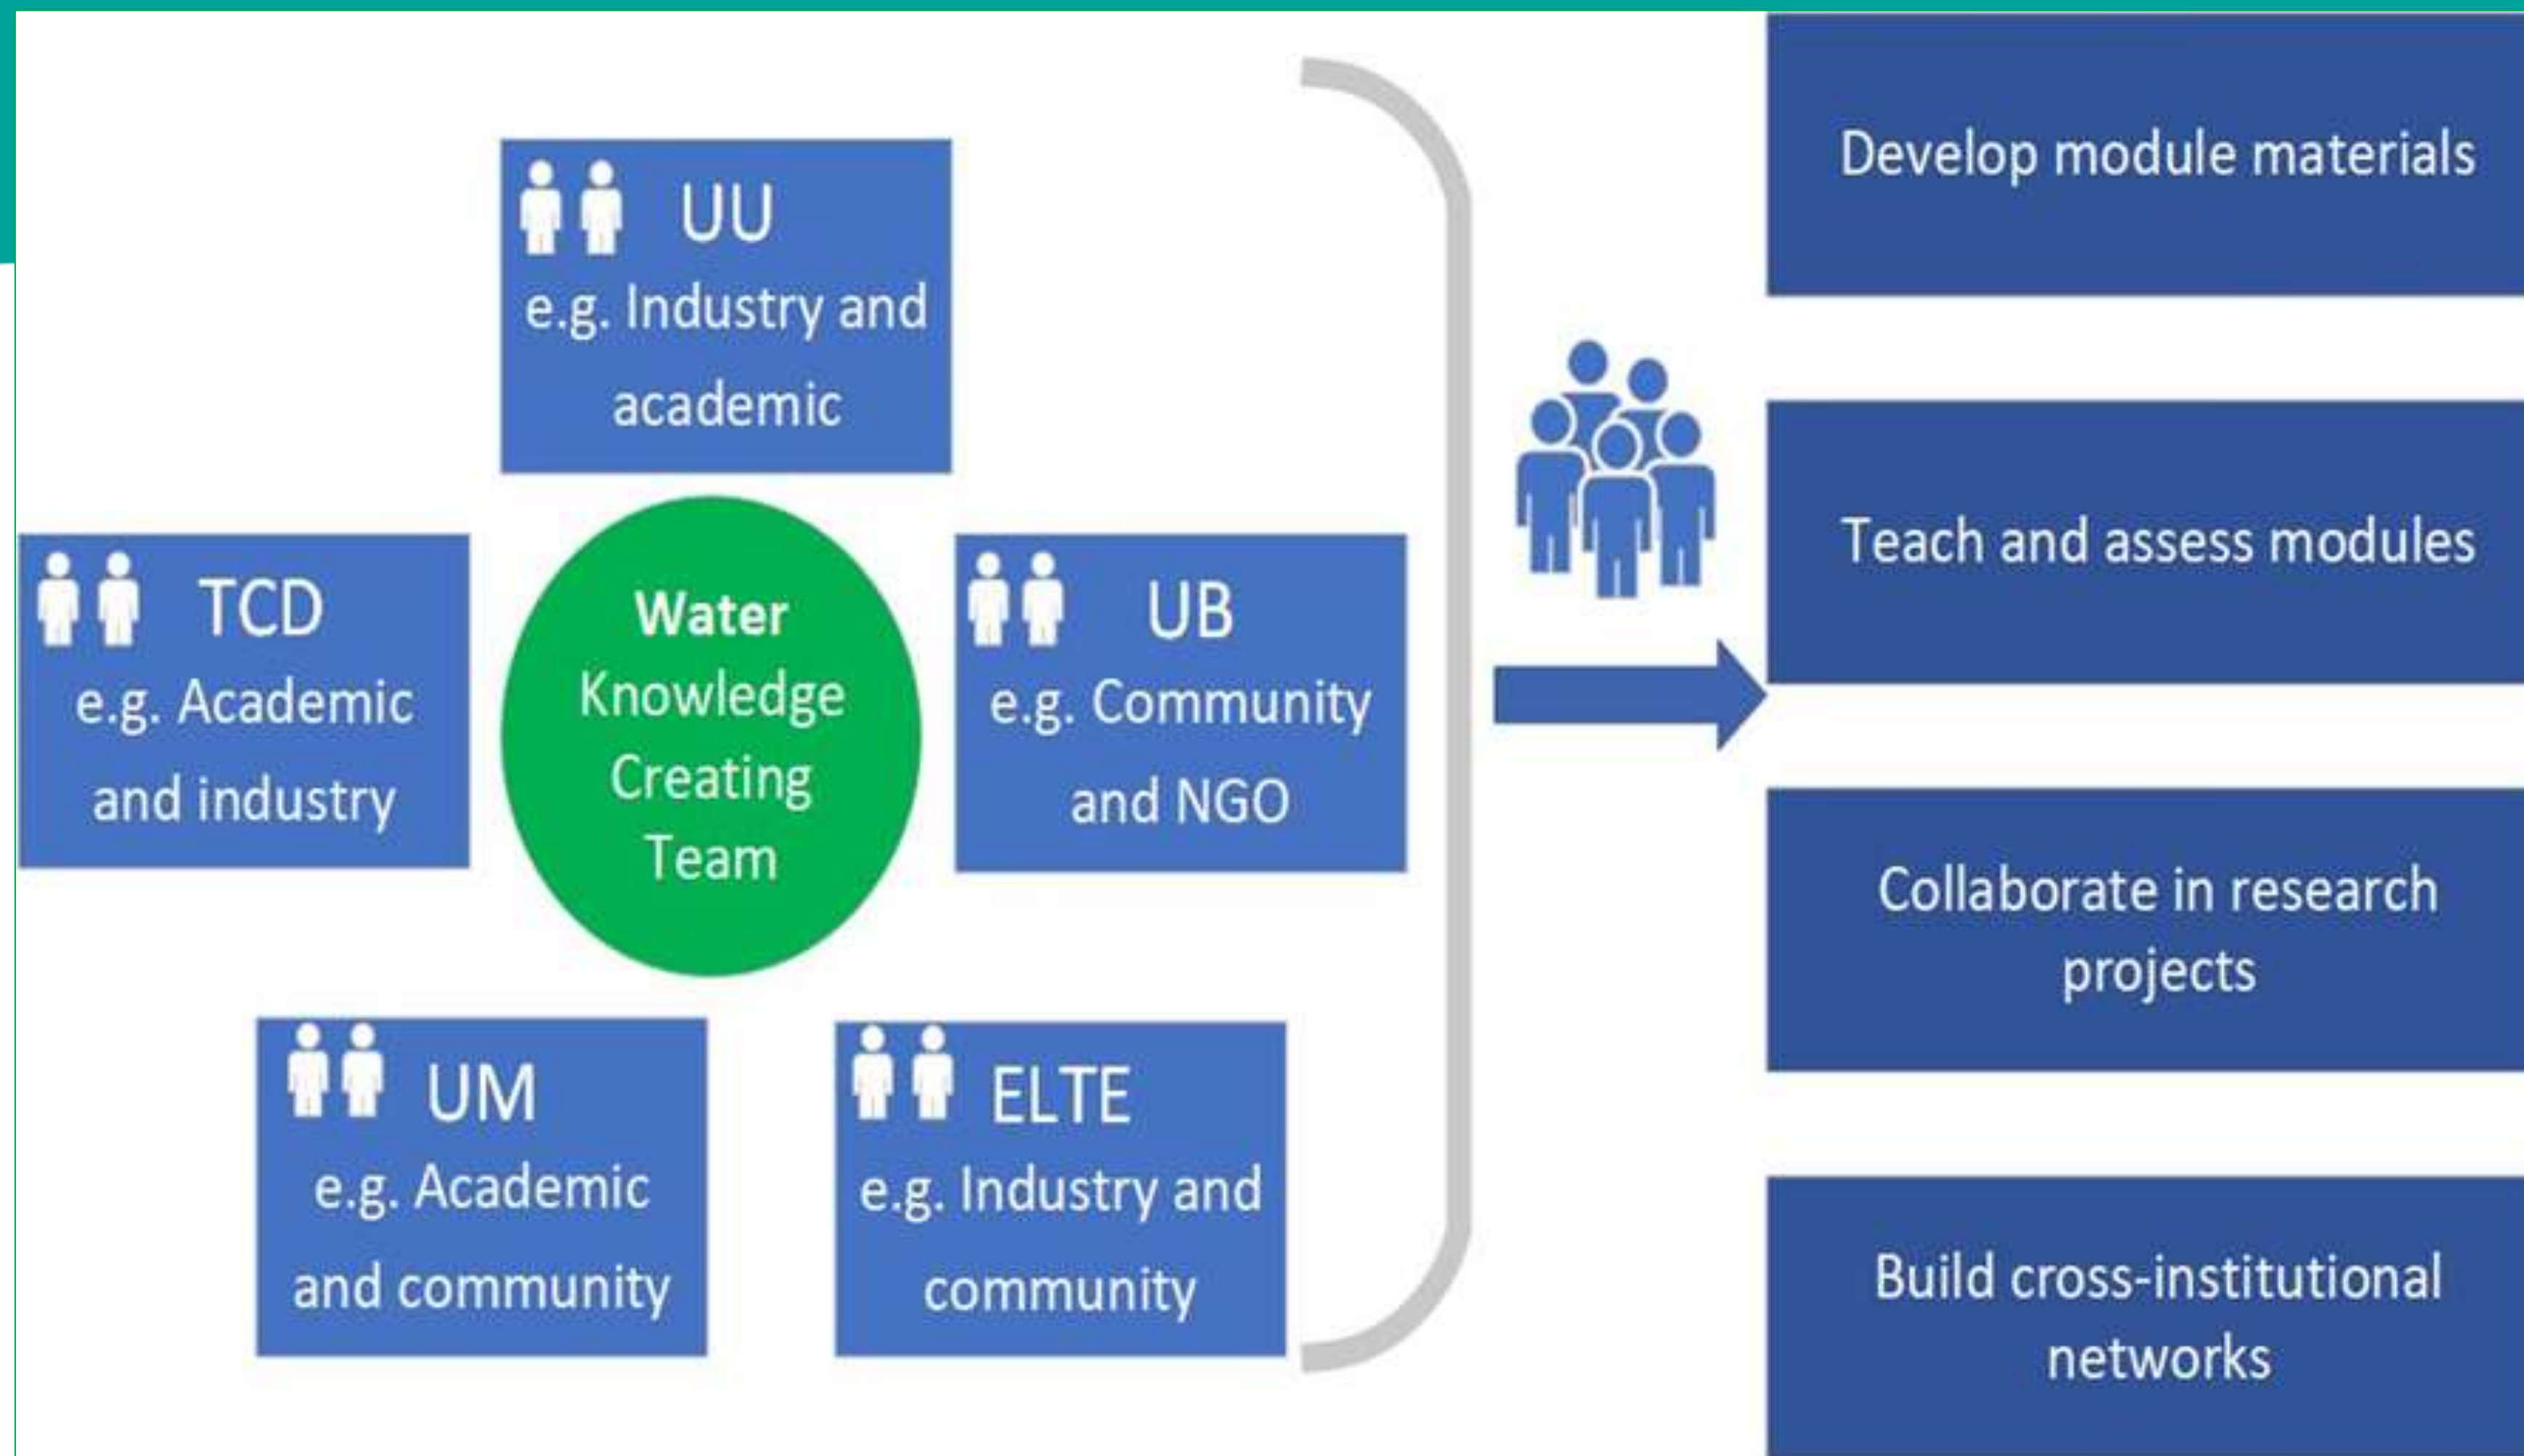 UU
e.g. Industry and
academic
TCD
e.g. Academic
and industry
Water
Knowledge
Creating
Team
UB
e.g. Community
and NGO
UM
e.g. Academic
and community
ELTE
e.g. Industry and
community
Develop module materials
Teach and assess modules
Collaborate in research
projects
Build cross-institutional
networks